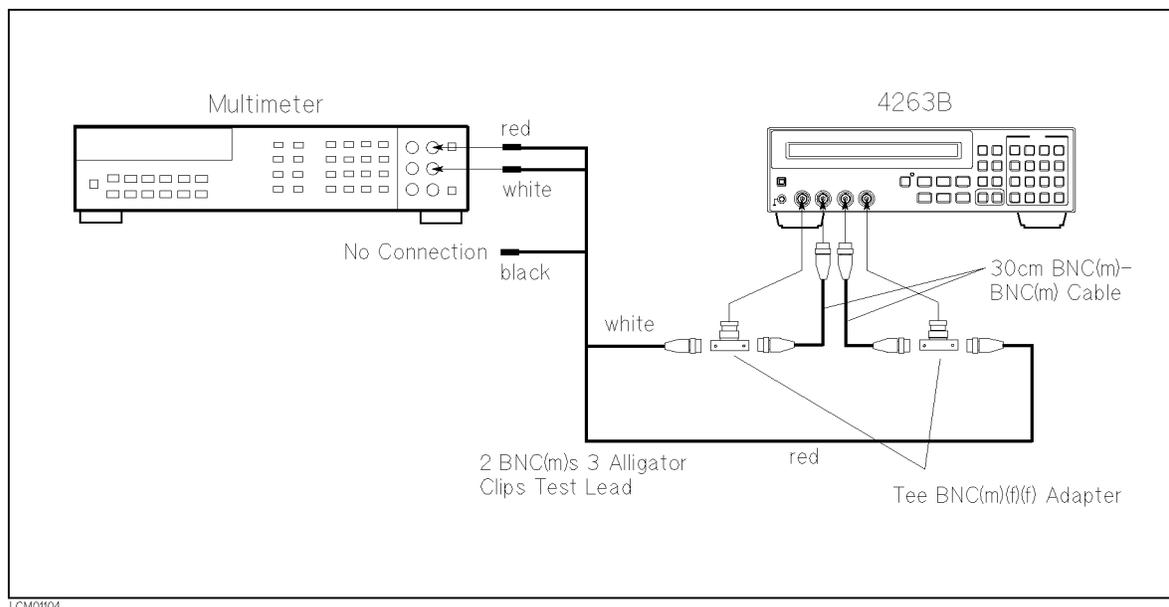 Multimeter
4263B
red
white
No Connection
black
30cm BNC(m)-
BNC(m) Cable
white
2 BNC(m)s 3 Alligator
Clips Test Lead
red
Tee BNC(m)(f)(f) Adapter
LCM01104